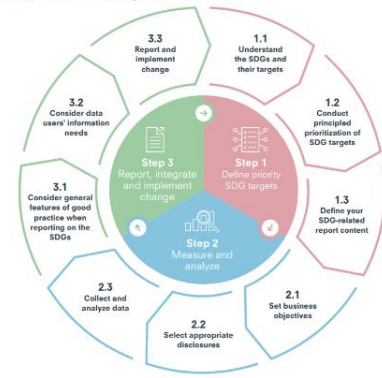 3.3
Report and
implement
change
1.1
Understand
the SDGs and
their targets
1.2
Conduct
principled
prioritization of
SDG targets
1.3
Define your
SDG-related
report content
2.1
Set business
objectives
2.2
Select appropriate
disclosures
2.3
Collect and
analyze data
3.1
Consider general
features of good
practice when
reporting on the
SDGs
3.2
Consider data
users' information
needs
Step 1
Define priority
SDG targets
Step 2
Measure and
analyze
Step 3
Report, integrate
and implement
change